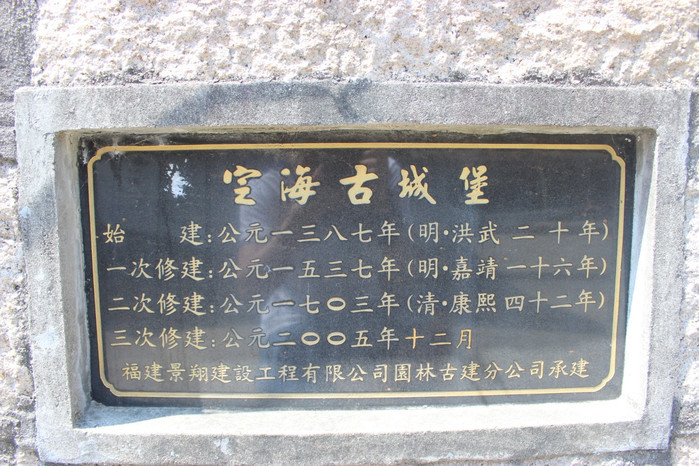 空海古城堡
始 建:公元一三八七年(明·洪武二十年)
一次修建:公元一五三七年(明·嘉靖一十六年)
二次修建:公元一七〇三年(清·康熙四十二年)
三次修建:公元二〇〇五年十二月
福建景翔建設工程有限公司園林古建分公司承建